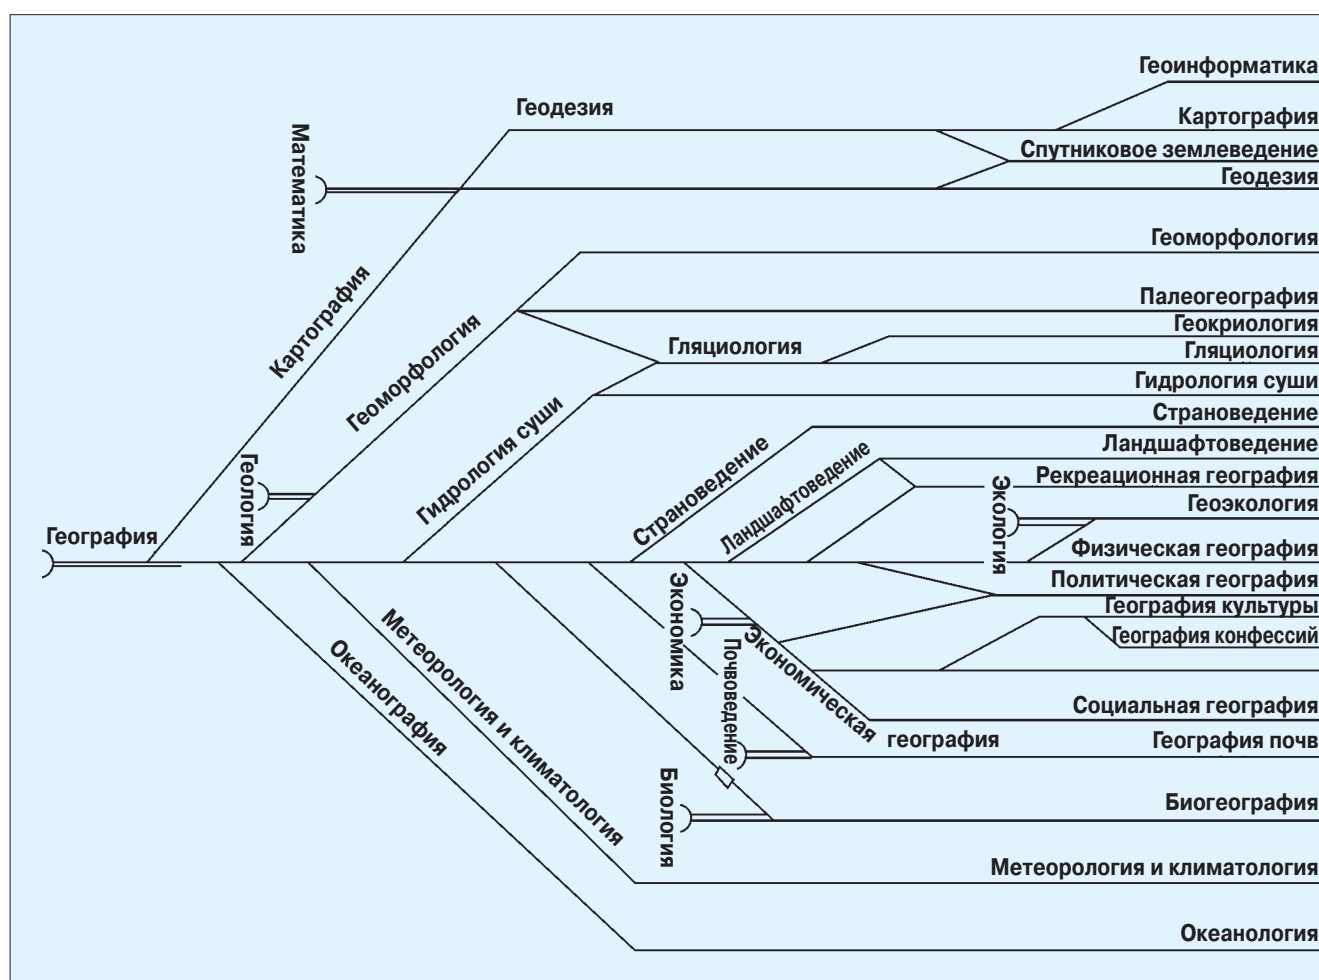 Геоинформатика
Геодезия
Картография
Математика
Спутниковое землеведение
Геодезия
Геоморфология
Картография
Палеогеография
Геокриология
Геоморфология
Гляциология
Гляциология
Гидрология суши
Гидрология суши
Страноведение
Страноведение
Ландшафтоведение
Ландшафтоведение
Рекреационная география
Геология
Экология
Геоэкология
География
Физическая география
Политическая география
География культуры
География конфессий
Экономика
Экономическая
география
Почвоведение
Метеорология и климатология
Океанография
Социальная география
География почв
Биология
Биогеография
Метеорология и климатология
Океанология